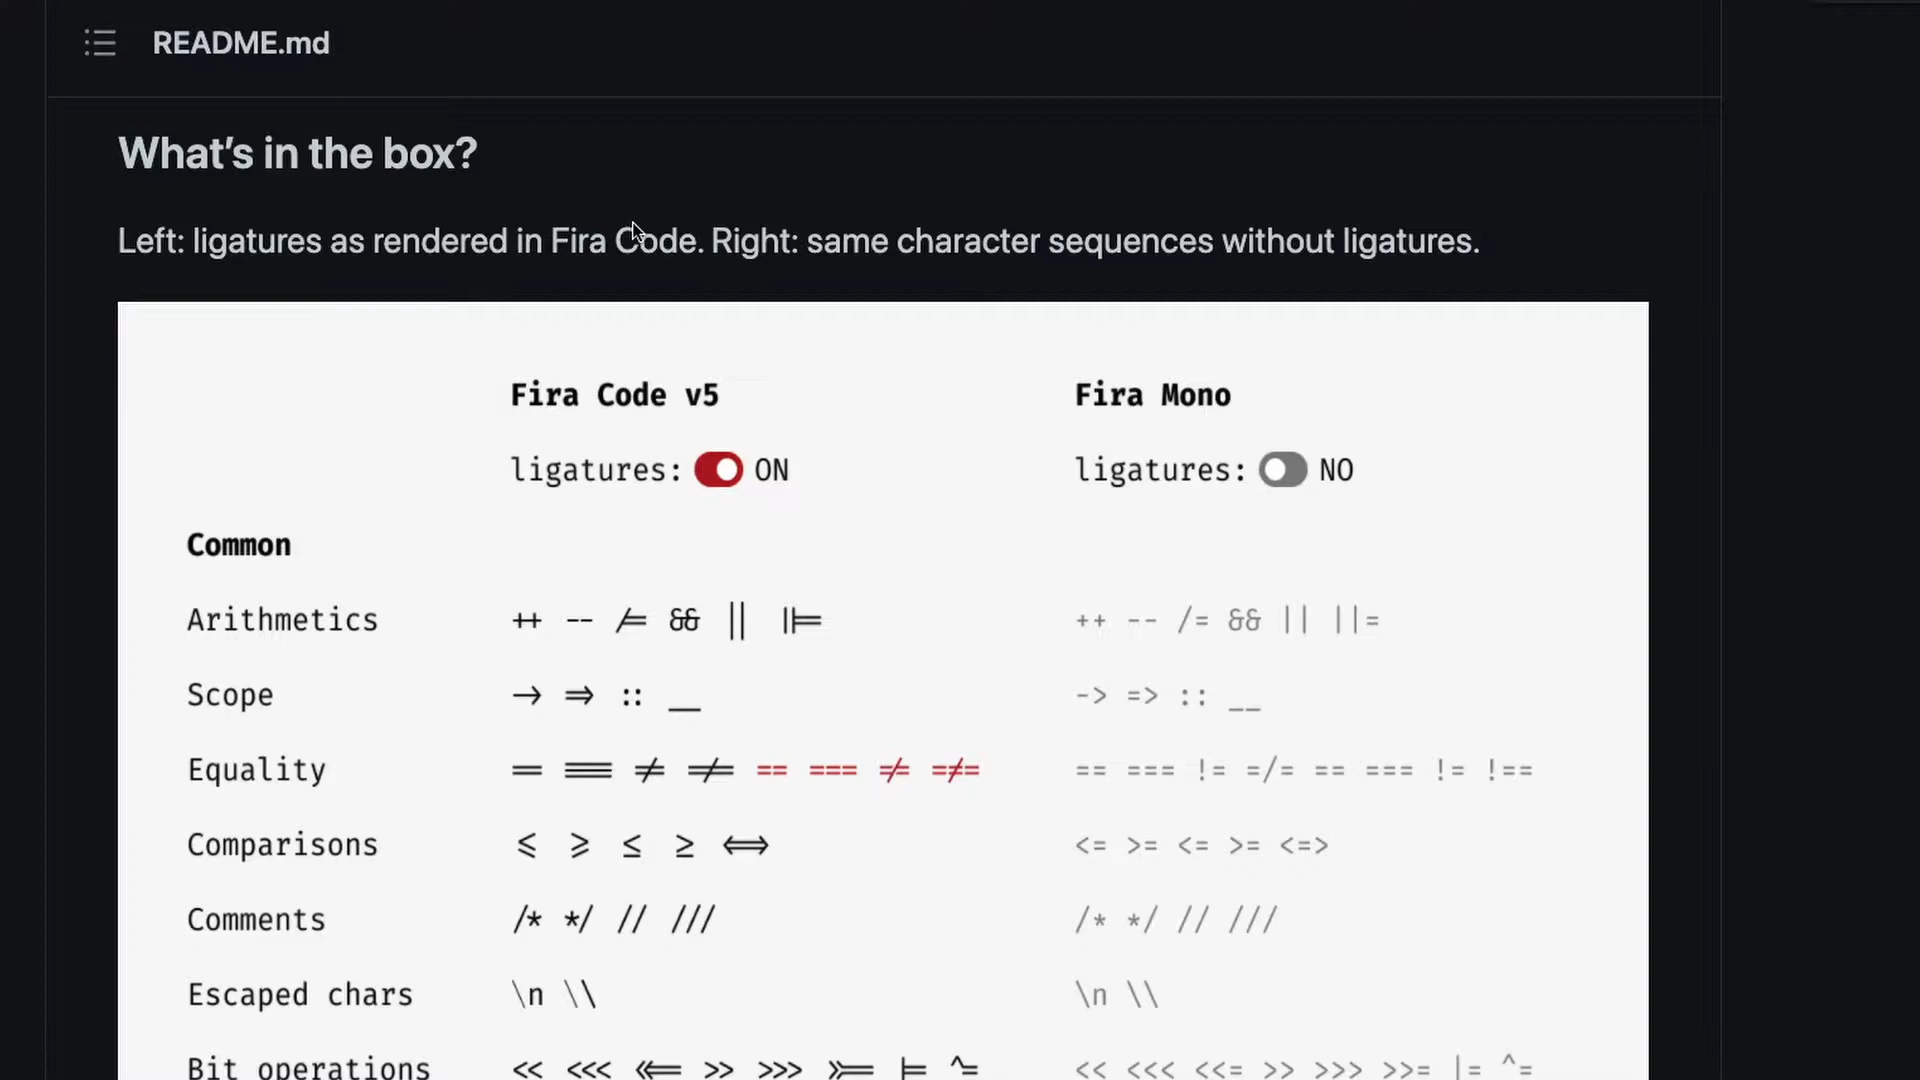 README.md
What's in the box?
Left: ligatures as rendered in Fira Code. Right: same character sequences without ligatures.
Fira Code v5 Fira Mono
ligatures: ON ligatures: NO
Common
Arithmetics ++ -- /= && || ||= ++ -- /= && || ||=
Scope -> => :: __ -> => :: __
Equality == === != =/= == === != !== == === != =/= == === != !==
Comparisons <= >= ≤ ≥ <=> <= >= <= >= <=>
Comments /* */ // /// /* */ // ///
Escaped chars \n \\ \n \\
Bit operations << <<< <<= >> >>> >>= |= ^= << <<< <<= >> >>> >>= |= ^=